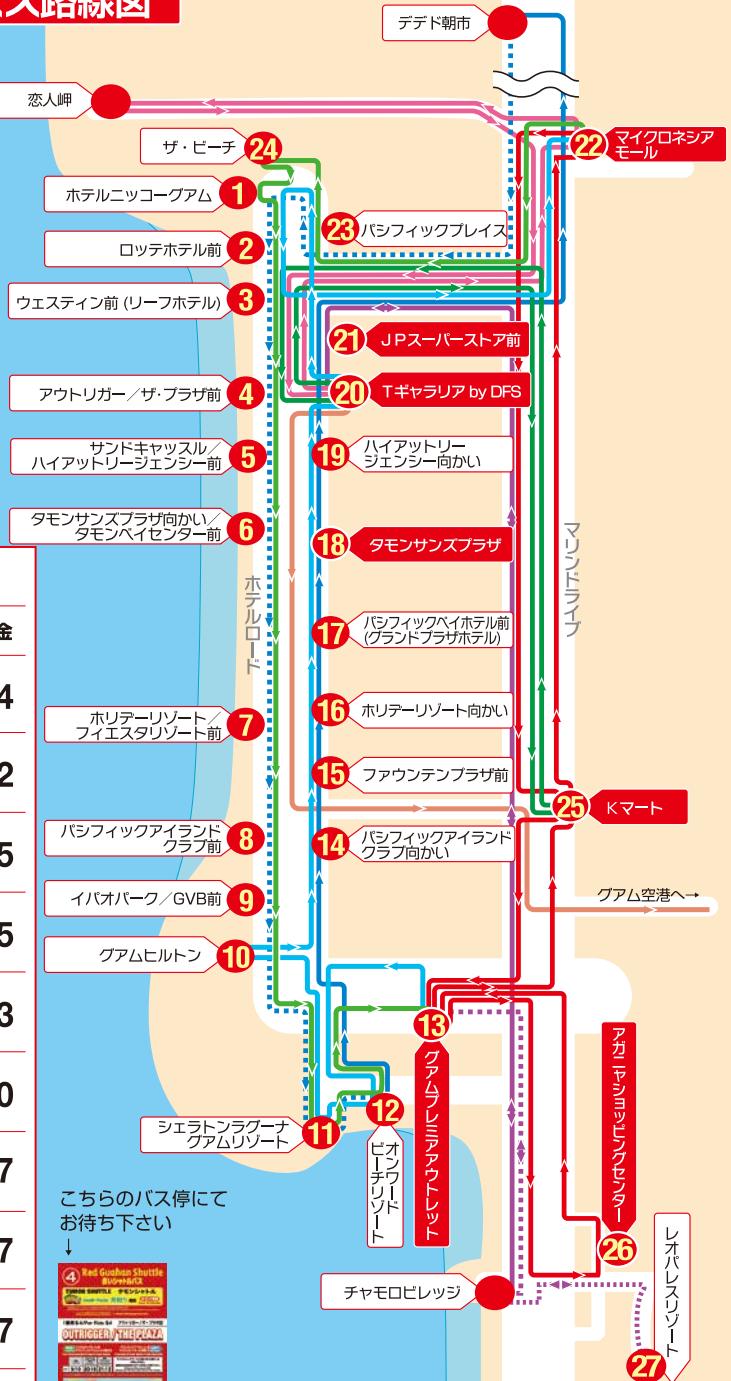 ス路線図
デデド朝市
恋人岬
22 マイクロネシア
モール
ザ・ビーチ 24
ホテルニッコーグアム 1
23 パシフィックプレイス
ロッテホテル前 2
ウェスティン前 (リーフホテル) 3
21 JPスーパーストア前
アウトリガー／ザ・プラザ前 4
20 Tギャラリア by DFS
サンドキャッスル／
ハイアットリージェンシー前 5
19 ハイアットリー
ジェンシー向かい
タモンサンズプラザ向かい／
タモンベイセンター前 6
18 タモンサンズプラザ
マリンドライブ
ホテルロード
17 パシフィックベイホテル前
(グランドプラザホテル)
金
4
ホリデーリゾート／
フィエスタリゾート前 7
16 ホリデーリゾート向かい
2
15 ファウンテンプラザ前
25 Kマート
パシフィックアイランド
クラブ前 8
14 パシフィックアイランド
クラブ向かい
5
イパオパーク／GVB前 9
グアム空港へ→
5
グアムヒルトン 10
3
13 グアムプレミアアウトレット
アガニャショッピングセンター 26
0
シェラトンラグーナ
グアムリゾート 11
12 オンワード
ビーチリゾート
7
こちらのバス停にて
お待ち下さい
↓
7
レオパレスリゾート 27
チャモロビレッジ
7
4 Red Guahan Shuttle
赤いシャトルバス
TUMON SHUTTLE タモンシャトル
OUTRIGGER / THE PLAZA